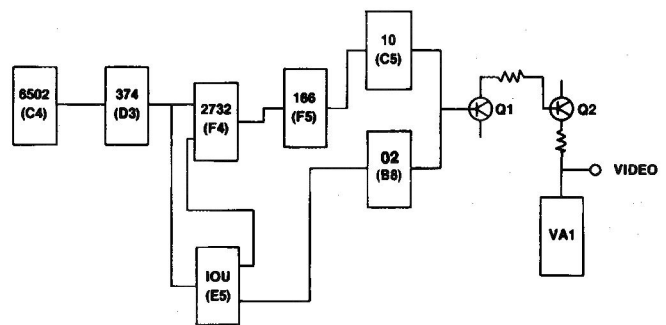 6502
(C4)
374
(D3)
2732
(F4)
166
(F5)
10
(C5)
02
(B8)
IOU
(E5)
Q1
Q2
VIDEO
VA1